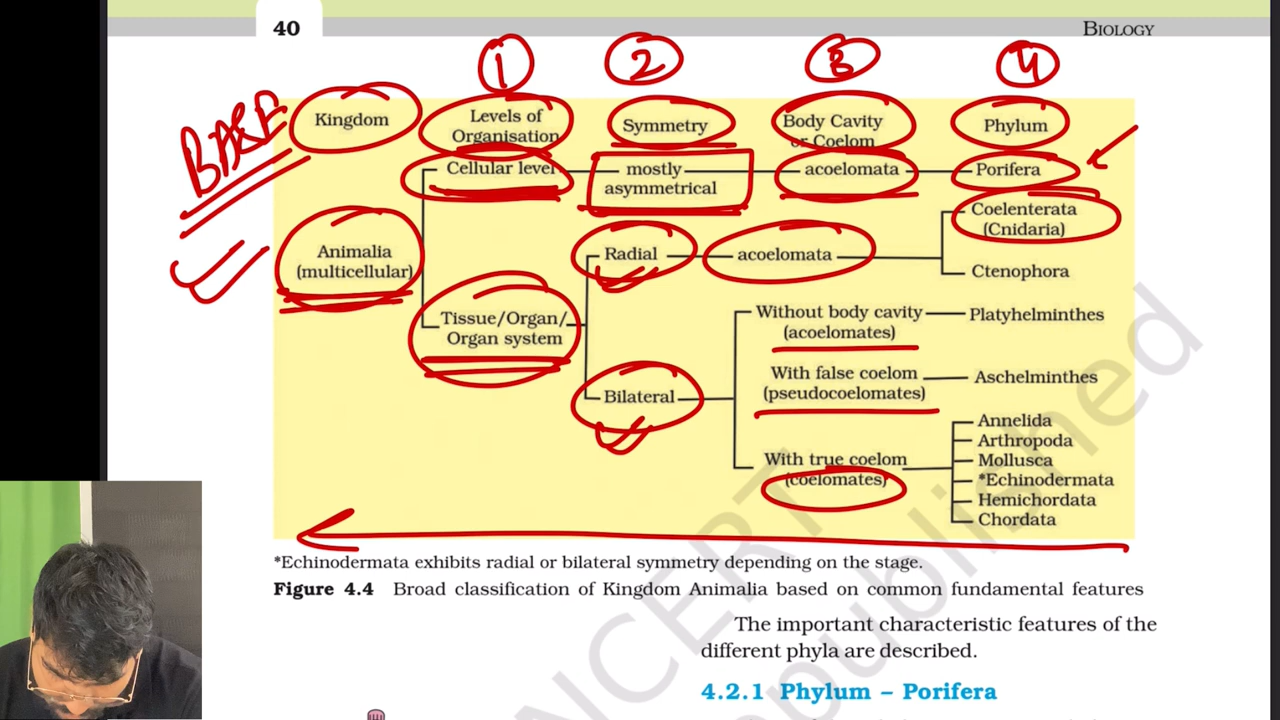 40
BIOLOGY
1 2 3 4
BASE
Kingdom
Levels of
Organisation
Symmetry
Body Cavity
or Coelom
Phylum
Cellular level
mostly
asymmetrical
acoelomata
Porifera
Animalia
(multicellular)
Radial
acoelomata
Coelenterata
(Cnidaria)
Ctenophora
Tissue/Organ/
Organ system
Bilateral
Without body cavity
(acoelomates)
Platyhelminthes
With false coelom
(pseudocoelomates)
Aschelminthes
With true coelom
(coelomates)
Annelida
Arthropoda
Mollusca
*Echinodermata
Hemichordata
Chordata
*Echinodermata exhibits radial or bilateral symmetry depending on the stage.
Figure 4.4 Broad classification of Kingdom Animalia based on common fundamental features
The important characteristic features of the
different phyla are described.
4.2.1 Phylum – Porifera
NCERT
published